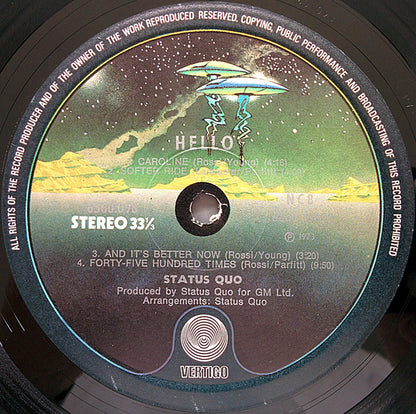 ALL RIGHTS OF THE RECORD PRODUCER AND OF THE OWNER OF THE WORK REPRODUCED RESERVED. COPYING, PUBLIC PERFORMANCE AND BROADCASTING OF THIS RECORD PROHIBITED
HELLO
CAROLINE (Rossi/Young) (4:18)
2. SOFTER RIDE
STEREO 33⅓
NCB
℗
3. AND IT'S BETTER NOW (Rossi/Young) (3:20)
4. FORTY-FIVE HUNDRED TIMES (Rossi/Parfitt) (9:50)
STATUS QUO
Produced by Status Quo for GM Ltd.
Arrangements: Status Quo
VERTIGO